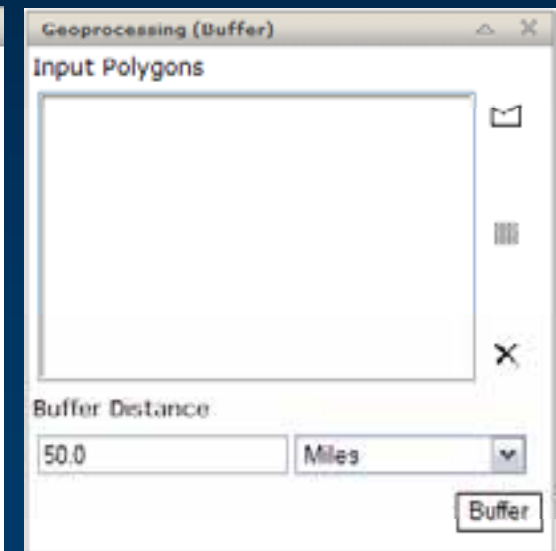 Geoprocessing (Buffer)
Input Polygons
Buffer Distance
50.0 Miles
Buffer